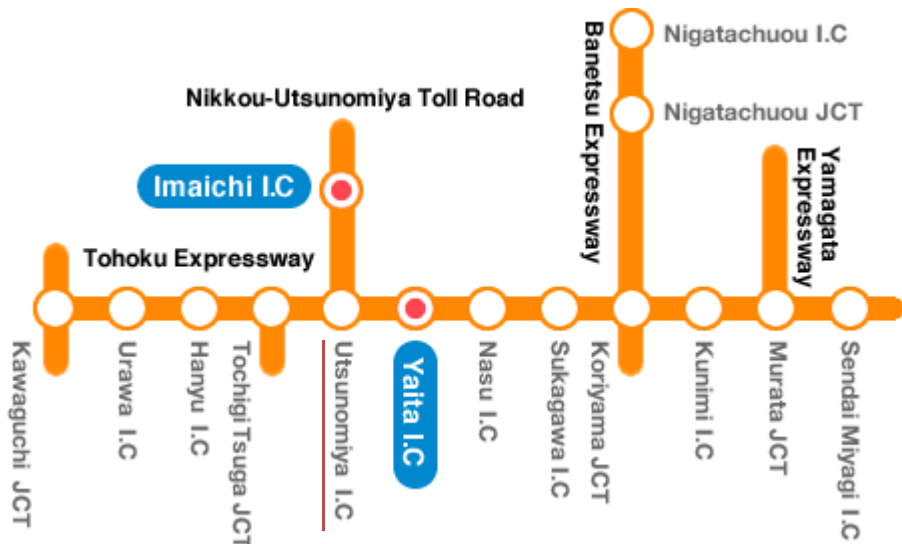 Nigatachuou I.C
Banetsu Expressway
Nikkou-Utsunomiya Toll Road
Nigatachuou JCT
Yamagata
Expressway
Imaichi I.C
Tohoku Expressway
Kawaguchi JCT
Urawa I.C
Hanyu I.C
Tochigi Tsuga JCT
Utsunomiya I.C
Yaita I.C
Nasu I.C
Sukagawa I.C
Koriyama JCT
Kunimi I.C
Murata JCT
Sendai Miyagi I.C